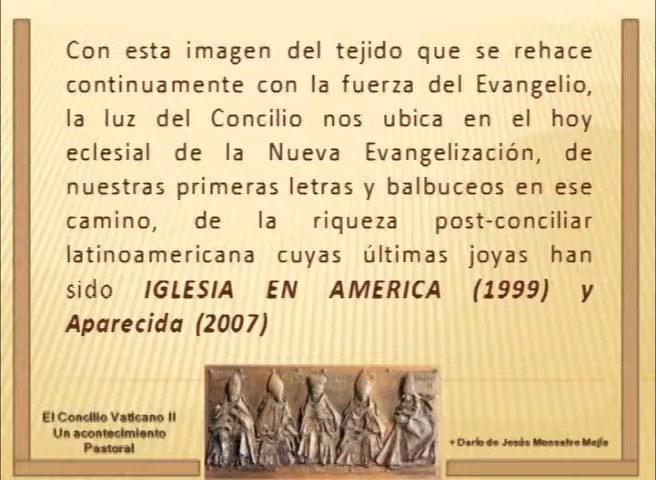 Con esta imagen del tejido que se rehace
continuamente con la fuerza del Evangelio,
la luz del Concilio nos ubica en el hoy
eclesial de la Nueva Evangelización, de
nuestras primeras letras y balbuceos en ese
camino, de la riqueza post-conciliar
latinoamericana cuyas últimas joyas han
sido IGLESIA EN AMERICA (1999) y
Aparecida (2007)
El Concilio Vaticano II
Un acontecimiento
Pastoral
+ Darío de Jesús Monsalve Mejía